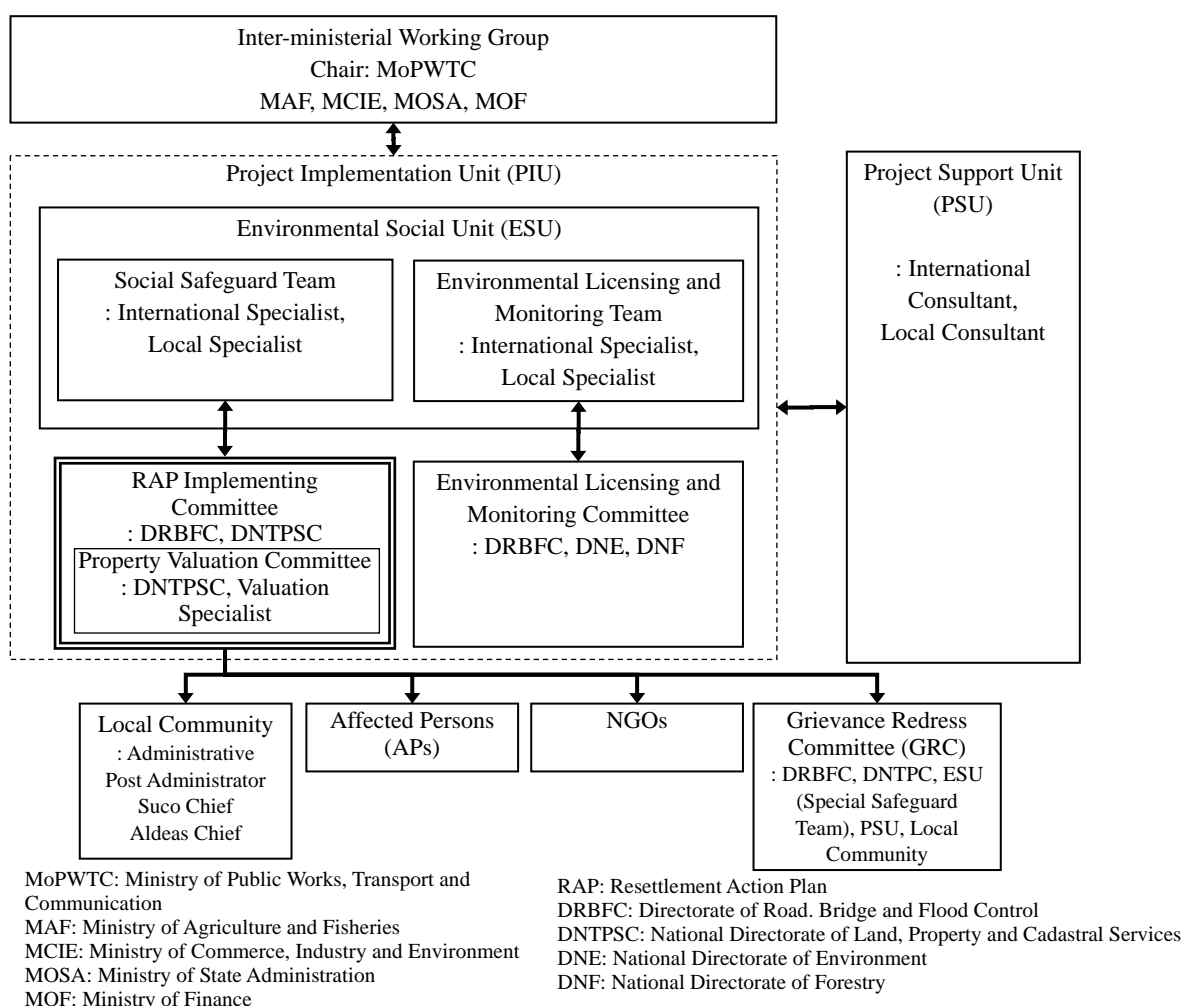 Inter-ministerial Working Group
Chair: MoPWTC
MAF, MCIE, MOSA, MOF
Project Implementation Unit (PIU)
Environmental Social Unit (ESU)
Social Safeguard Team
: International Specialist,
Local Specialist
Environmental Licensing and
Monitoring Team
: International Specialist,
Local Specialist
Project Support Unit
(PSU)
: International
Consultant,
Local Consultant
RAP Implementing
Committee
: DRBFC, DNTPSC
Property Valuation Committee
: DNTPSC, Valuation
Specialist
Environmental Licensing and
Monitoring Committee
: DRBFC, DNE, DNF
Local Community
: Administrative
Post Administrator
Suco Chief
Aldeas Chief
Affected Persons
(APs)
NGOs
Grievance Redress
Committee (GRC)
: DRBFC, DNTPC, ESU
(Special Safeguard
Team), PSU, Local
Community
MoPWTC: Ministry of Public Works, Transport and
Communication
MAF: Ministry of Agriculture and Fisheries
MCIE: Ministry of Commerce, Industry and Environment
MOSA: Ministry of State Administration
MOF: Ministry of Finance
RAP: Resettlement Action Plan
DRBFC: Directorate of Road. Bridge and Flood Control
DNTPSC: National Directorate of Land, Property and Cadastral Services
DNE: National Directorate of Environment
DNF: National Directorate of Forestry